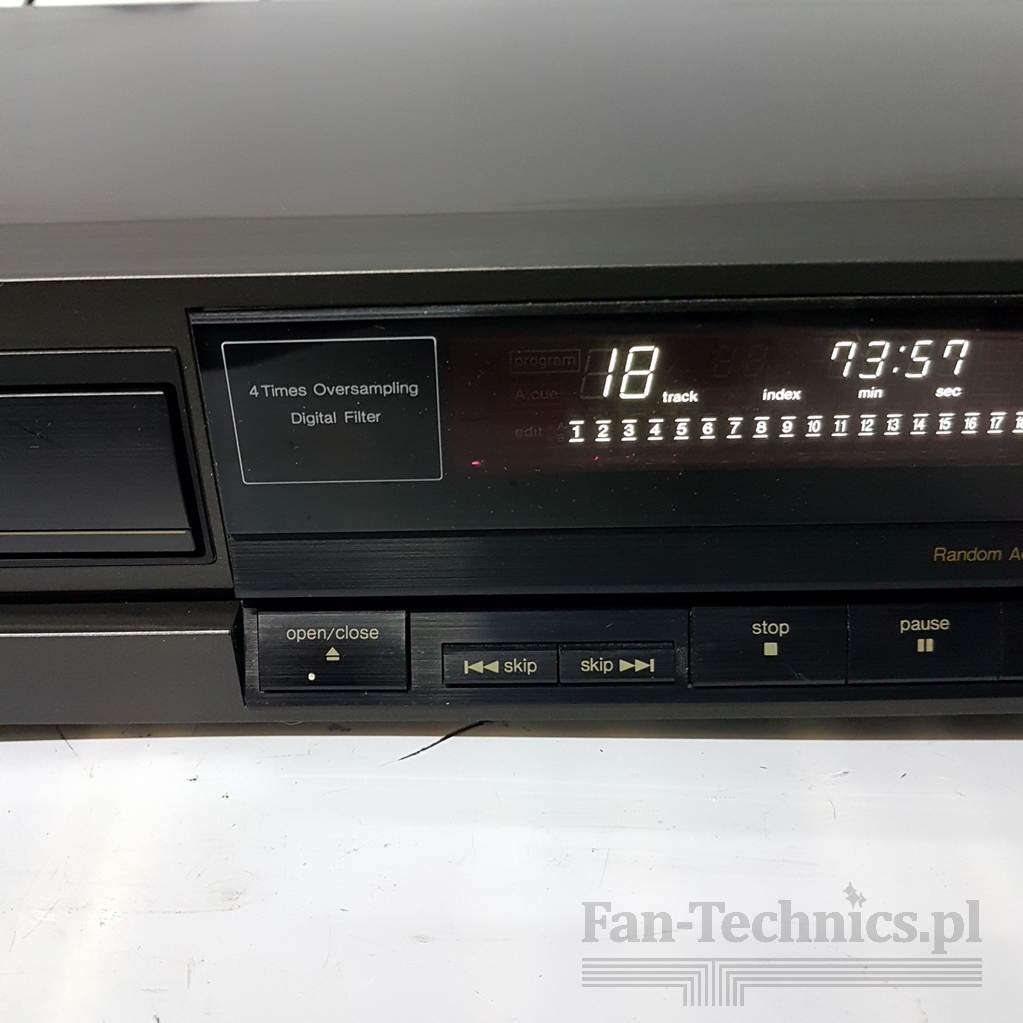 4 Times Oversampling
Digital Filter
program
A cue
edit
18 track index 73:57 min sec
1 2 3 4 5 6 7 8 9 10 11 12 13 14 15 16 17 18
Random
open/close
skip
skip
stop
pause
Fan-Technics.pl